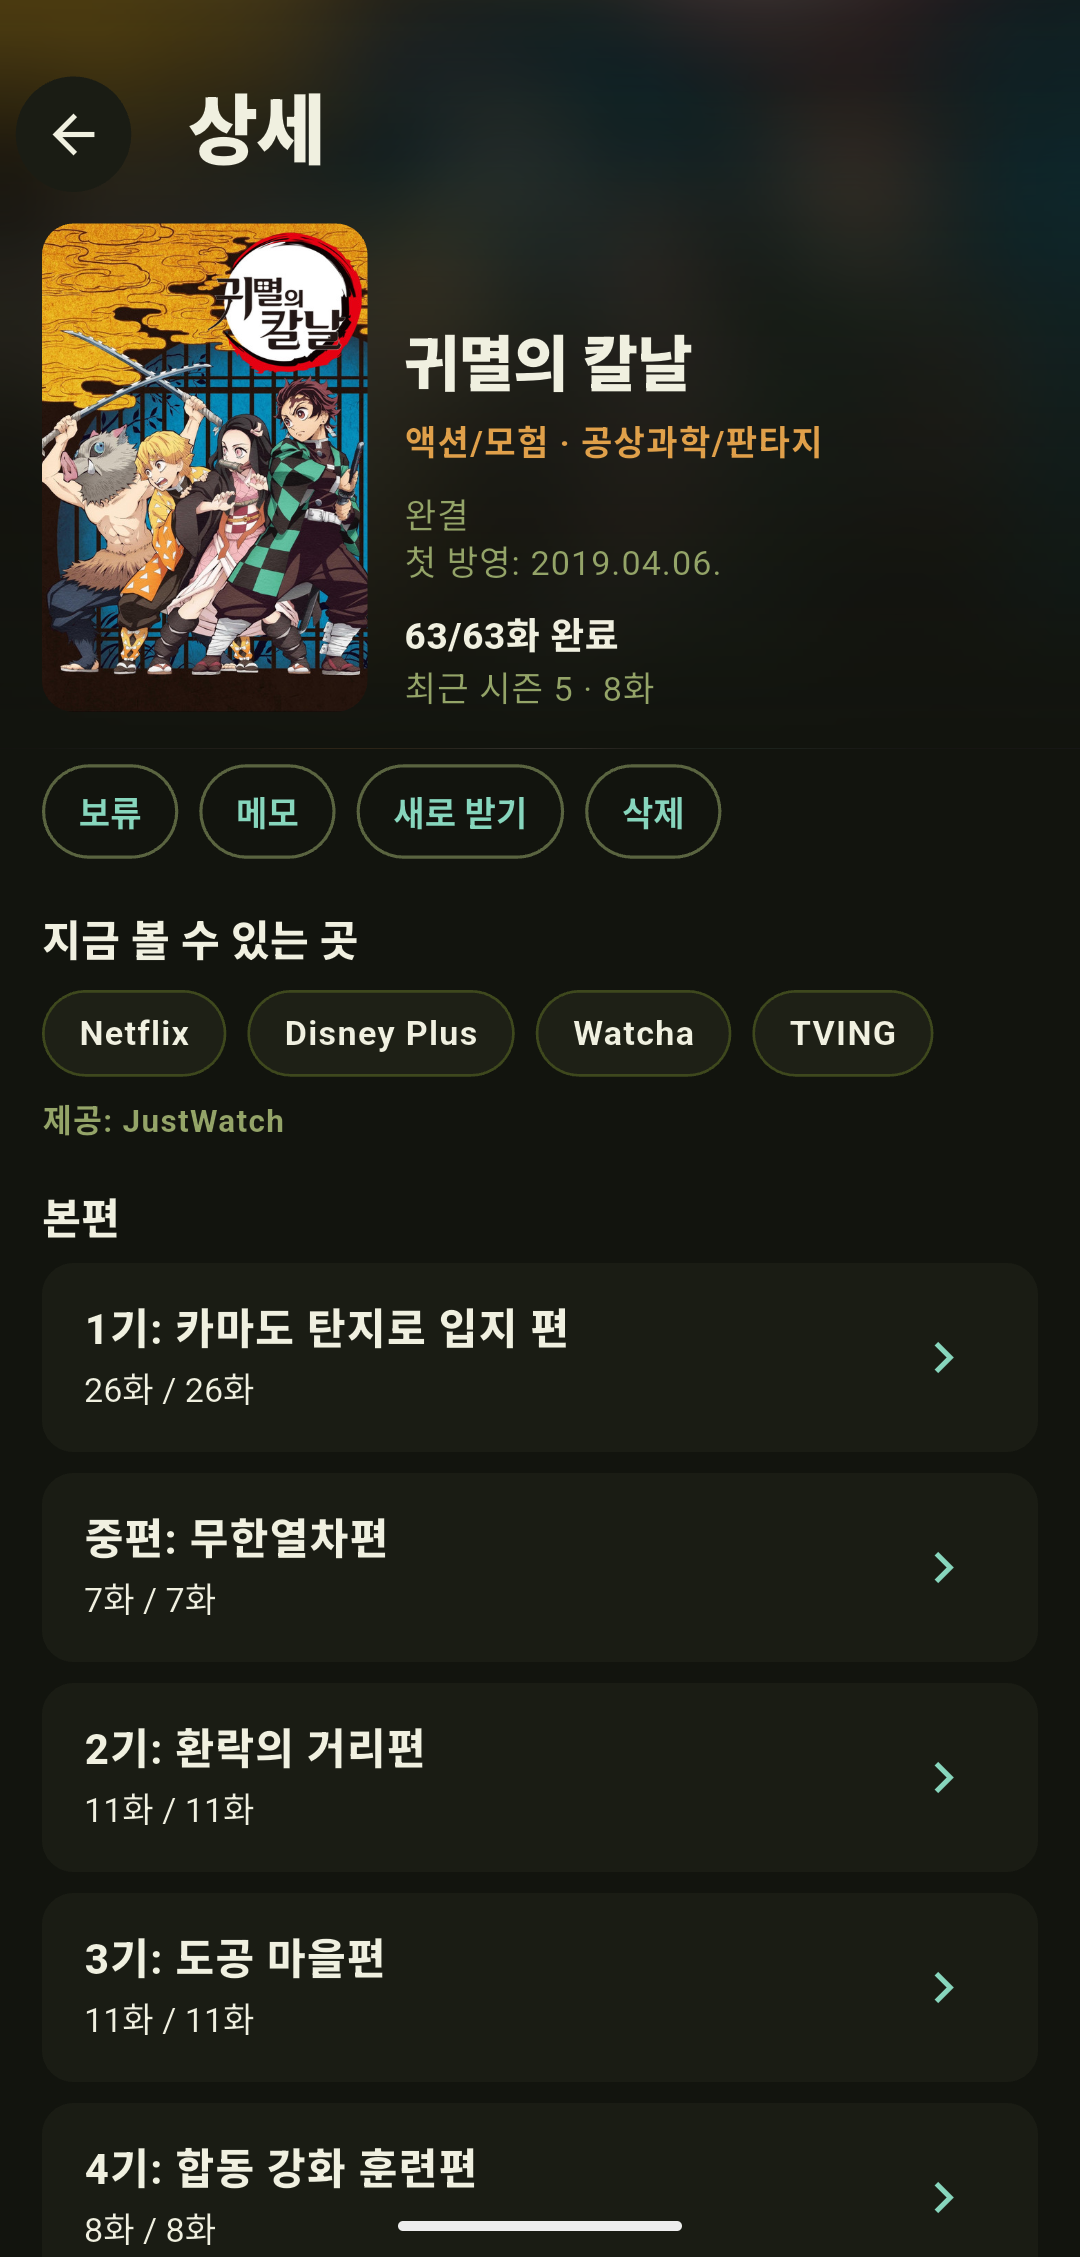 상세
귀멸의
칼날
귀멸의 칼날
액션/모험 · 공상과학/판타지
완결
첫 방영: 2019.04.06.
63/63화 완료
최근 시즌 5 · 8화
보류
메모
새로 받기
삭제
지금 볼 수 있는 곳
Netflix
Disney Plus
Watcha
TVING
제공: JustWatch
본편
1기: 카마도 탄지로 입지 편
26화 / 26화
중편: 무한열차편
7화 / 7화
2기: 환락의 거리편
11화 / 11화
3기: 도공 마을편
11화 / 11화
4기: 합동 강화 훈련편
8화 / 8화